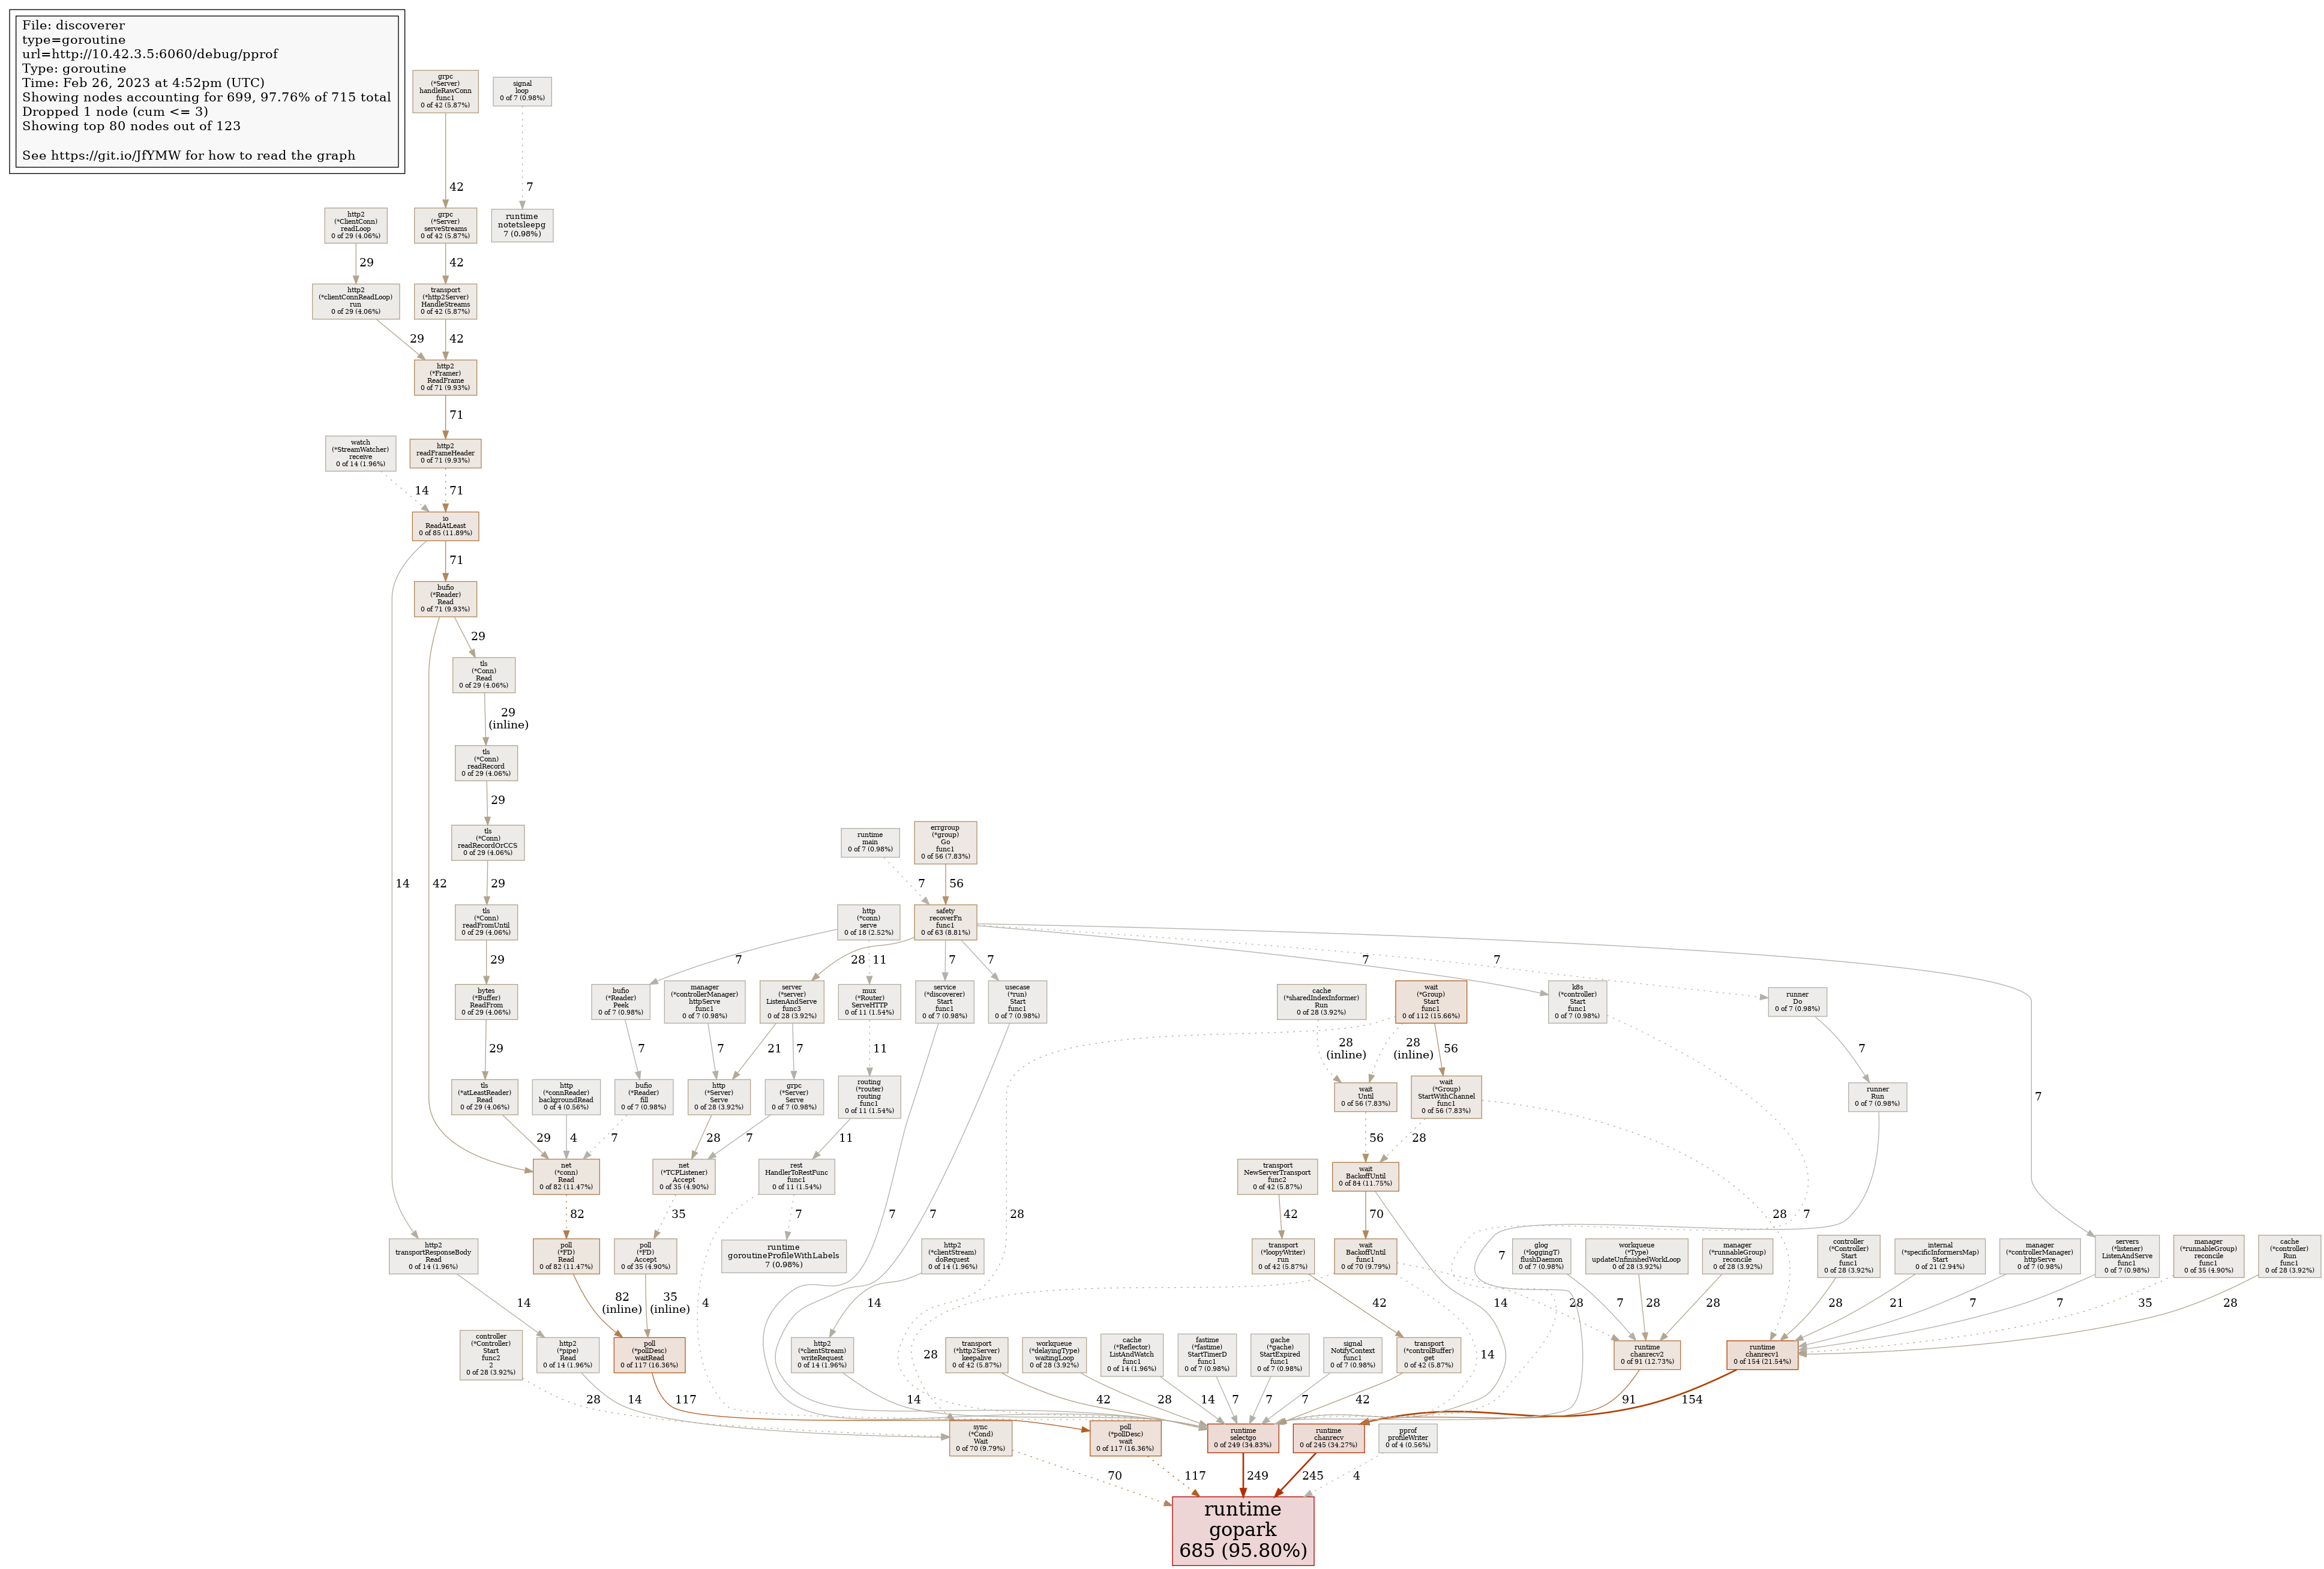 File: discoverer
type=goroutine
url=http://10.42.3.5:6060/debug/pprof
Type: goroutine
Time: Feb 26, 2023 at 4:52pm (UTC)
Showing nodes accounting for 699, 97.76% of 715 total
Dropped 1 node (cum <= 3)
Showing top 80 nodes out of 123
See https://git.io/JfYMW for how to read the graph
grpc
(*Server)
handleRawConn
func1
0 of 42 (5.87%)
signal
loop
0 of 7 (0.98%)
42
7
http2
(*ClientConn)
readLoop
0 of 29 (4.06%)
grpc
(*Server)
serveStreams
0 of 42 (5.87%)
runtime
notetsleepg
7 (0.98%)
29
42
http2
(*clientConnReadLoop)
run
0 of 29 (4.06%)
transport
(*http2Server)
HandleStreams
0 of 42 (5.87%)
29
42
http2
(*Framer)
ReadFrame
0 of 71 (9.93%)
71
watch
(*StreamWatcher)
receive
0 of 14 (1.96%)
http2
readFrameHeader
0 of 71 (9.93%)
14
71
io
ReadAtLeast
0 of 85 (11.89%)
71
bufio
(*Reader)
Read
0 of 71 (9.93%)
29
tls
(*Conn)
Read
0 of 29 (4.06%)
29
(inline)
tls
(*Conn)
readRecord
0 of 29 (4.06%)
29
tls
(*Conn)
readRecordOrCCS
0 of 29 (4.06%)
runtime
main
0 of 7 (0.98%)
errgroup
(*group)
Go
func1
0 of 56 (7.83%)
14
42
29
7
56
tls
(*Conn)
readFromUntil
0 of 29 (4.06%)
http
(*conn)
serve
0 of 18 (2.52%)
safety
recoverFn
func1
0 of 63 (8.81%)
29
7
11
28
7
7
7
7
bytes
(*Buffer)
ReadFrom
0 of 29 (4.06%)
bufio
(*Reader)
Peek
0 of 7 (0.98%)
manager
(*controllerManager)
httpServe
func1
0 of 7 (0.98%)
server
(*server)
ListenAndServe
func3
0 of 28 (3.92%)
mux
(*Router)
ServeHTTP
0 of 11 (1.54%)
service
(*discoverer)
Start
func1
0 of 7 (0.98%)
usecase
(*run)
Start
func1
0 of 7 (0.98%)
cache
(*sharedIndexInformer)
Run
0 of 28 (3.92%)
wait
(*Group)
Start
func1
0 of 112 (15.66%)
k8s
(*controller)
Start
func1
0 of 7 (0.98%)
runner
Do
0 of 7 (0.98%)
29
7
7
21
7
11
28
(inline)
28
(inline)
56
7
tls
(*atLeastReader)
Read
0 of 29 (4.06%)
http
(*connReader)
backgroundRead
0 of 4 (0.56%)
bufio
(*Reader)
fill
0 of 7 (0.98%)
http
(*Server)
Serve
0 of 28 (3.92%)
grpc
(*Server)
Serve
0 of 7 (0.98%)
routing
(*router)
routing
func1
0 of 11 (1.54%)
wait
Until
0 of 56 (7.83%)
wait
(*Group)
StartWithChannel
func1
0 of 56 (7.83%)
runner
Run
0 of 7 (0.98%)
7
29
4
7
28
7
11
56
28
net
(*conn)
Read
0 of 82 (11.47%)
net
(*TCPListener)
Accept
0 of 35 (4.90%)
rest
HandlerToRestFunc
func1
0 of 11 (1.54%)
transport
NewServerTransport
func2
0 of 42 (5.87%)
wait
BackoffUntil
0 of 84 (11.75%)
82
35
7
7
7
28
42
70
28
7
http2
transportResponseBody
Read
0 of 14 (1.96%)
poll
(*FD)
Read
0 of 82 (11.47%)
poll
(*FD)
Accept
0 of 35 (4.90%)
runtime
goroutineProfileWithLabels
7 (0.98%)
http2
(*clientStream)
doRequest
0 of 14 (1.96%)
transport
(*loopyWriter)
run
0 of 42 (5.87%)
wait
BackoffUntil
func1
0 of 70 (9.79%)
7
glog
(*loggingT)
flushDaemon
0 of 7 (0.98%)
workqueue
(*Type)
updateUnfinishedWorkLoop
0 of 28 (3.92%)
manager
(*runnableGroup)
reconcile
0 of 28 (3.92%)
controller
(*Controller)
Start
func1
0 of 28 (3.92%)
internal
(*specificInformersMap)
Start
0 of 21 (2.94%)
manager
(*controllerManager)
httpServe
0 of 7 (0.98%)
servers
(*listener)
ListenAndServe
func1
0 of 7 (0.98%)
manager
(*runnableGroup)
reconcile
func1
0 of 35 (4.90%)
cache
(*controller)
Run
func1
0 of 28 (3.92%)
14
82
(inline)
35
(inline)
4
14
42
14
28
7
28
28
28
21
7
7
35
28
controller
(*Controller)
Start
func2
2
0 of 28 (3.92%)
http2
(*pipe)
Read
0 of 14 (1.96%)
poll
(*pollDesc)
waitRead
0 of 117 (16.36%)
http2
(*clientStream)
writeRequest
0 of 14 (1.96%)
28
transport
(*http2Server)
keepalive
0 of 42 (5.87%)
workqueue
(*delayingType)
waitingLoop
0 of 28 (3.92%)
cache
(*Reflector)
ListAndWatch
func1
0 of 14 (1.96%)
fastime
(*fastime)
StartTimerD
func1
0 of 7 (0.98%)
gache
(*gache)
StartExpired
func1
0 of 7 (0.98%)
signal
NotifyContext
func1
0 of 7 (0.98%)
transport
(*controlBuffer)
get
0 of 42 (5.87%)
14
runtime
chanrecv2
0 of 91 (12.73%)
runtime
chanrecv1
0 of 154 (21.54%)
28
14
117
14
42
28
14
7
7
7
42
91
154
sync
(*Cond)
Wait
0 of 70 (9.79%)
poll
(*pollDesc)
wait
0 of 117 (16.36%)
runtime
selectgo
0 of 249 (34.83%)
runtime
chanrecv
0 of 245 (34.27%)
pprof
profileWriter
0 of 4 (0.56%)
70
117
249
245
4
runtime
gopark
685 (95.80%)